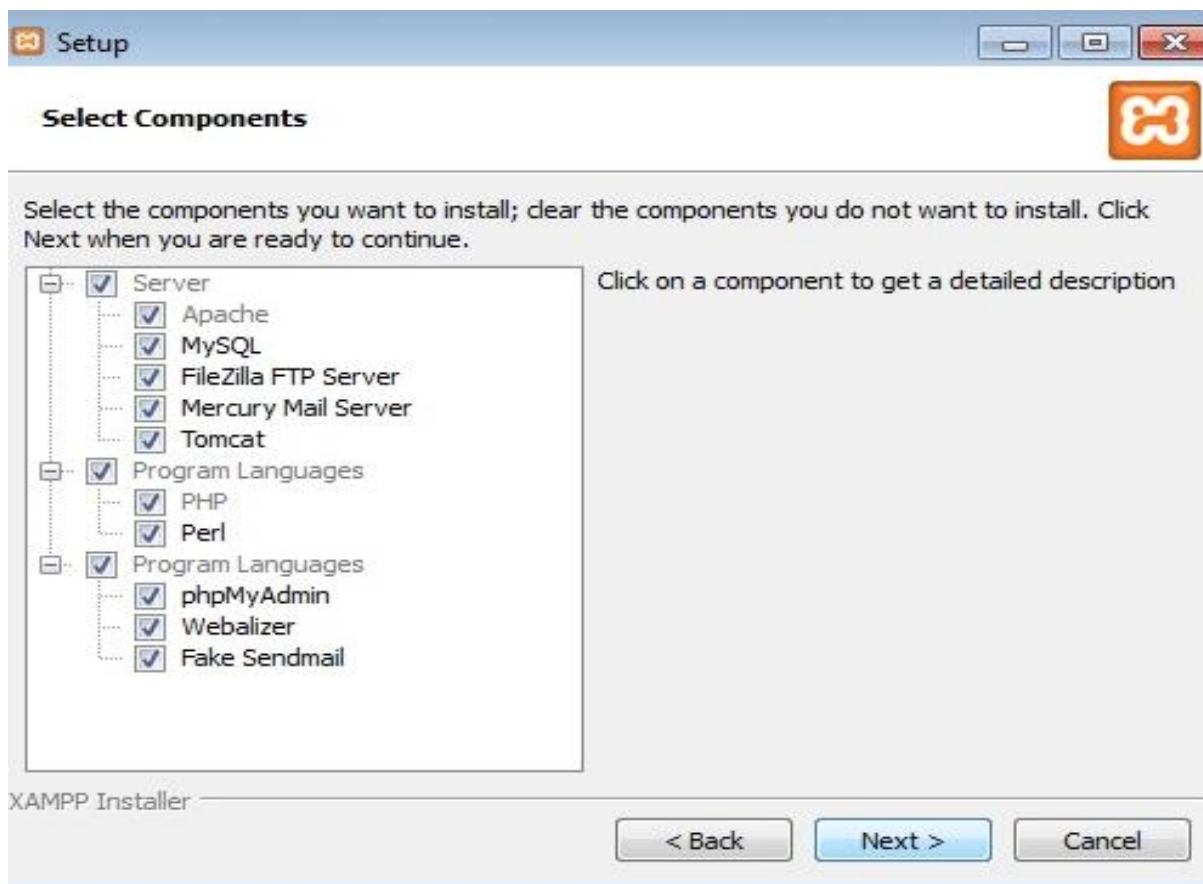 Setup
Select Components
Select the components you want to install; clear the components you do not want to install. Click
Next when you are ready to continue.
Server
Apache
MySQL
FileZilla FTP Server
Mercury Mail Server
Tomcat
Program Languages
PHP
Perl
Program Languages
phpMyAdmin
Webalizer
Fake Sendmail
Click on a component to get a detailed description
XAMPP Installer
< Back
Next >
Cancel